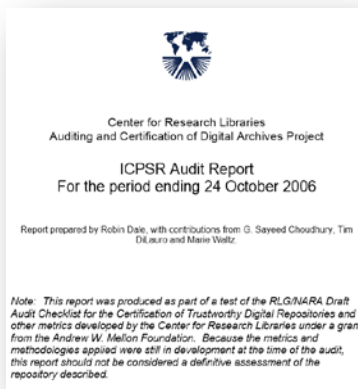 Center for Research Libraries
Auditing and Certification of Digital Archives Project
ICPSR Audit Report
For the period ending 24 October 2006
Report prepared by Robin Dale, with contributions from G. Sayeed Choudhury, Tim
DiLauro and Marie Waltz.
Note: This report was produced as part of a test of the RLG/NARA Draft
Audit Checklist for the Certification of Trustworthy Digital Repositories and
other metrics developed by the Center for Research Libraries under a gran
from the Andrew W. Mellon Foundation. Because the metrics and
methodologies applied were still in development at the time of the audit,
this report should not be considered a definitive assessment of the
repository described.